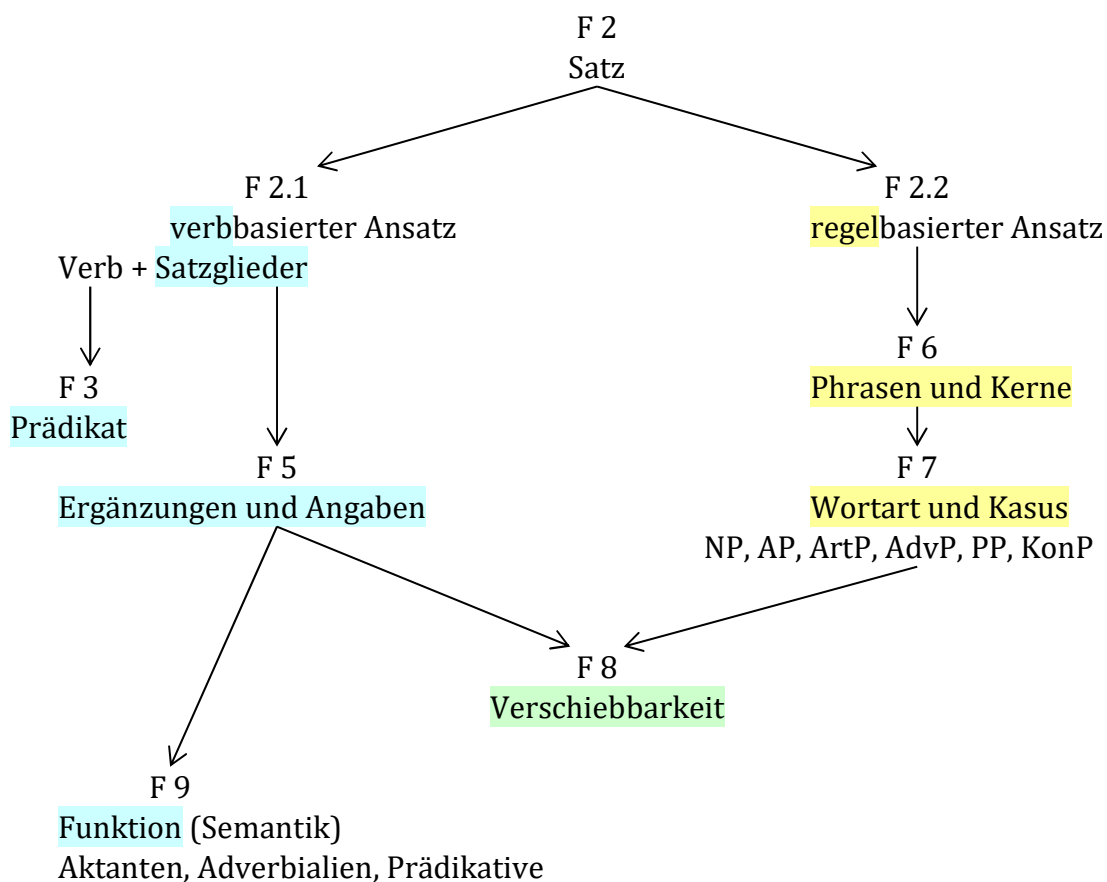 F 2
Satz
F 2.1
verbbasierter Ansatz
Verb + Satzglieder
F 2.2
regelbasierter Ansatz
F 6
Phrasen und Kerne
F 3
Prädikat
F 5
Ergänzungen und Angaben
F 7
Wortart und Kasus
NP, AP, ArtP, AdvP, PP, KonP
F 8
Verschiebbarkeit
F 9
Funktion (Semantik)
Aktanten, Adverbialien, Prädikative